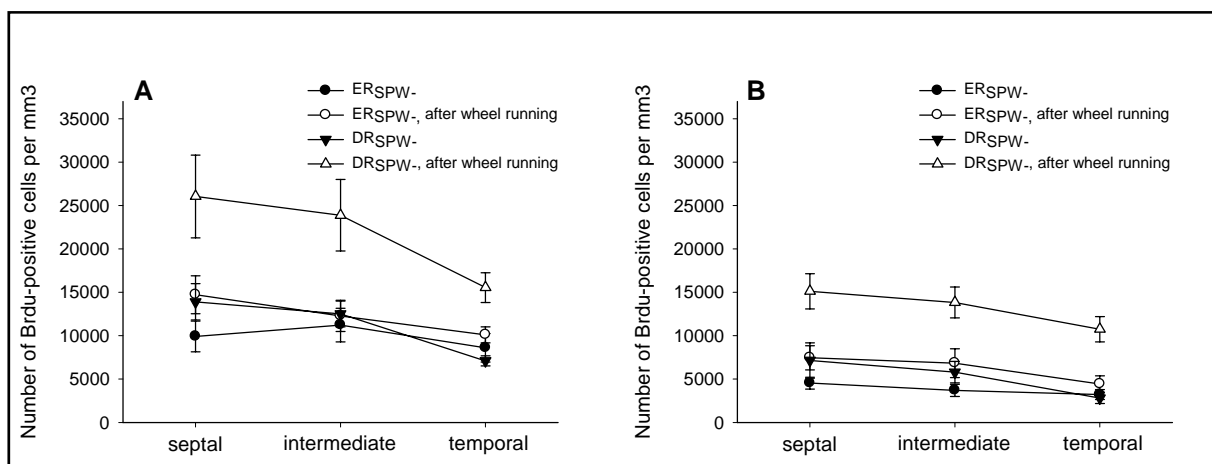 A
ERSPW-
ERSPW-, after wheel running
DRSPW-
DRSPW-, after wheel running
Number of Brdu-positive cells per mm3
35000
30000
25000
20000
15000
10000
5000
0
septal intermediate temporal
B
ERSPW-
ERSPW-, after wheel running
DRSPW-
DRSPW-, after wheel running
Number of Brdu-positive cells per mm3
35000
30000
25000
20000
15000
10000
5000
0
septal intermediate temporal